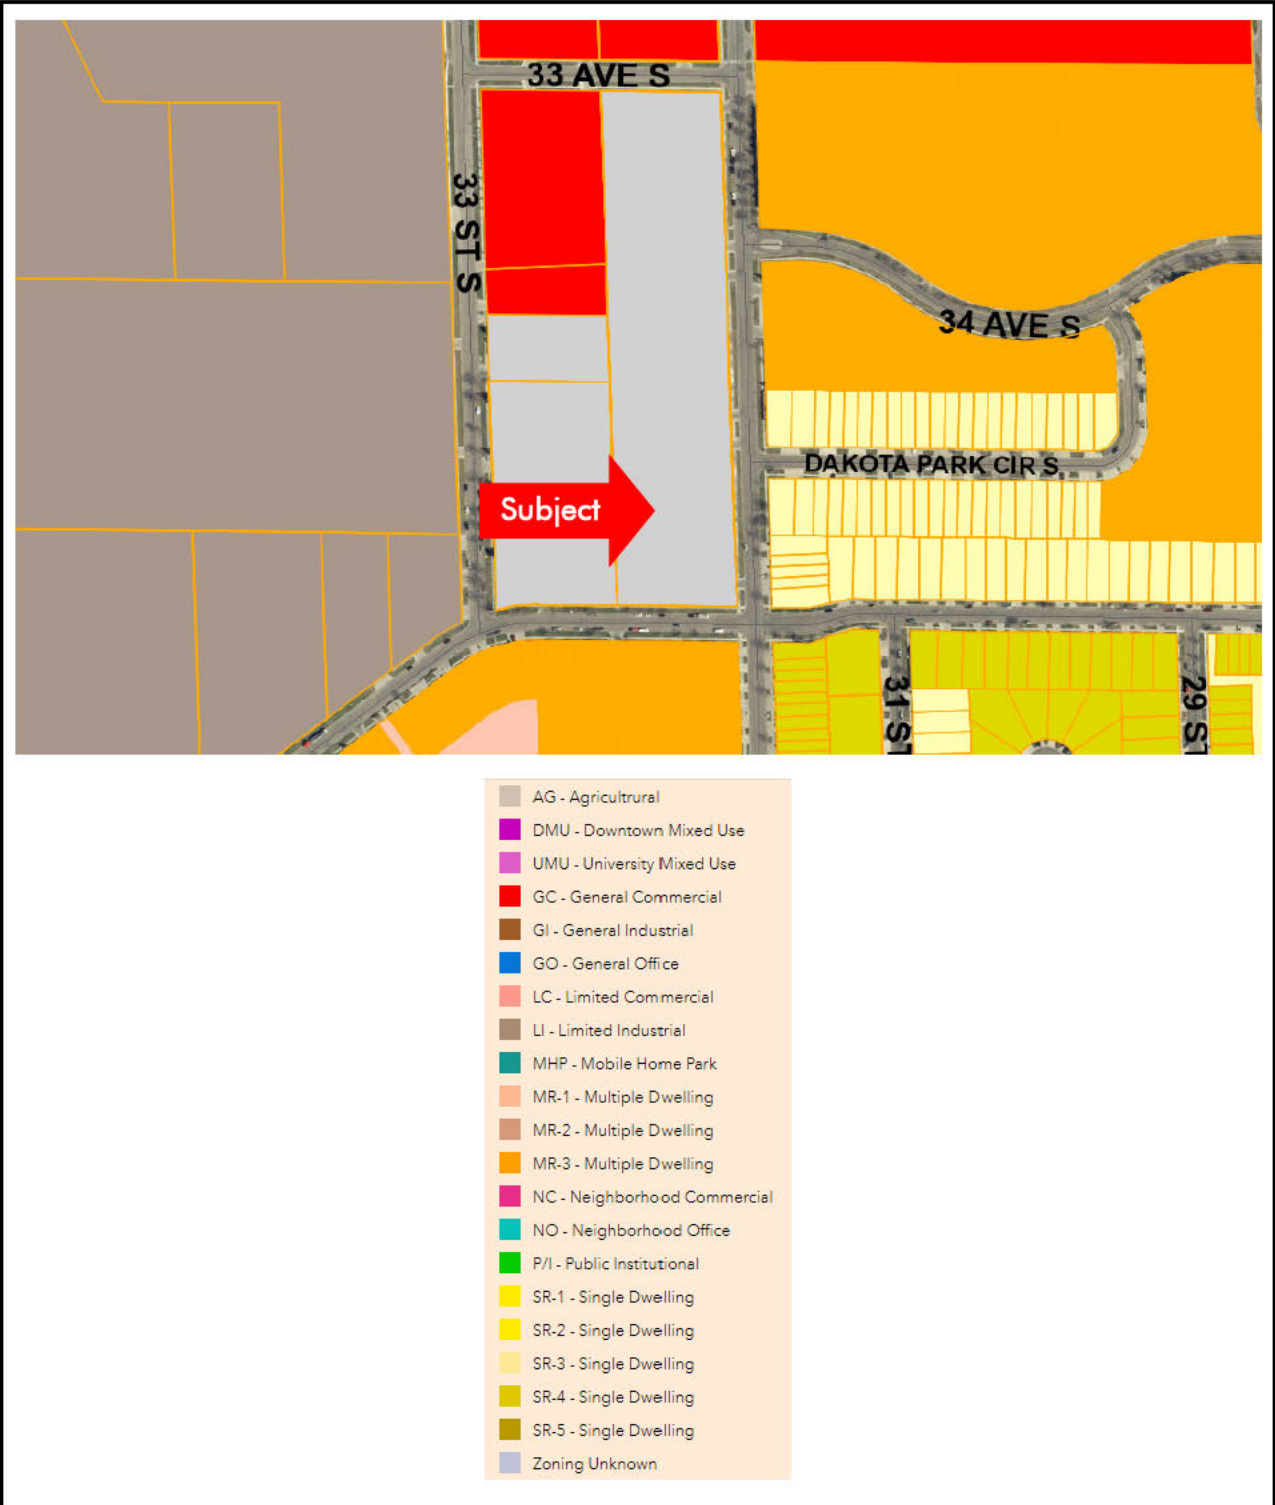 33 AVE S
33 ST S
34 AVE S
DAKOTA PARK CIR S
Subject
31 ST
29 ST
AG - Agricultrural
DMU - Downtown Mixed Use
UMU - University Mixed Use
GC - General Commercial
GI - General Industrial
GO - General Office
LC - Limited Commercial
LI - Limited Industrial
MHP - Mobile Home Park
MR-1 - Multiple Dwelling
MR-2 - Multiple Dwelling
MR-3 - Multiple Dwelling
NC - Neighborhood Commercial
NO - Neighborhood Office
P/I - Public Institutional
SR-1 - Single Dwelling
SR-2 - Single Dwelling
SR-3 - Single Dwelling
SR-4 - Single Dwelling
SR-5 - Single Dwelling
Zoning Unknown